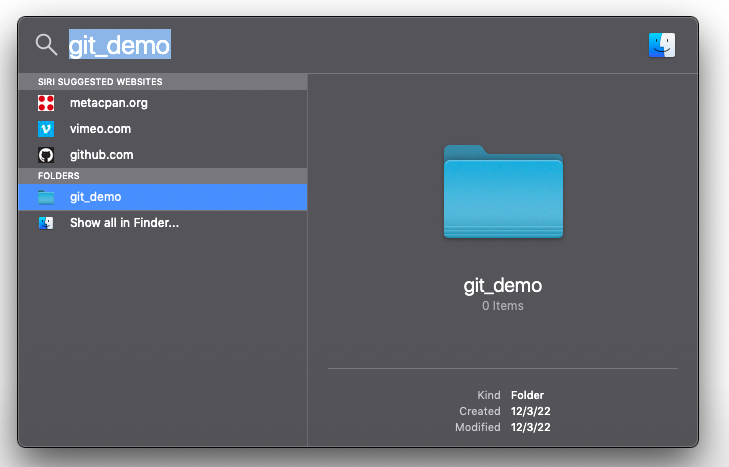 git_demo
SIRI SUGGESTED WEBSITES
metacpan.org
vimeo.com
github.com
FOLDERS
git_demo
Show all in Finder...
git_demo
0 Items
Kind Folder
Created 12/3/22
Modified 12/3/22